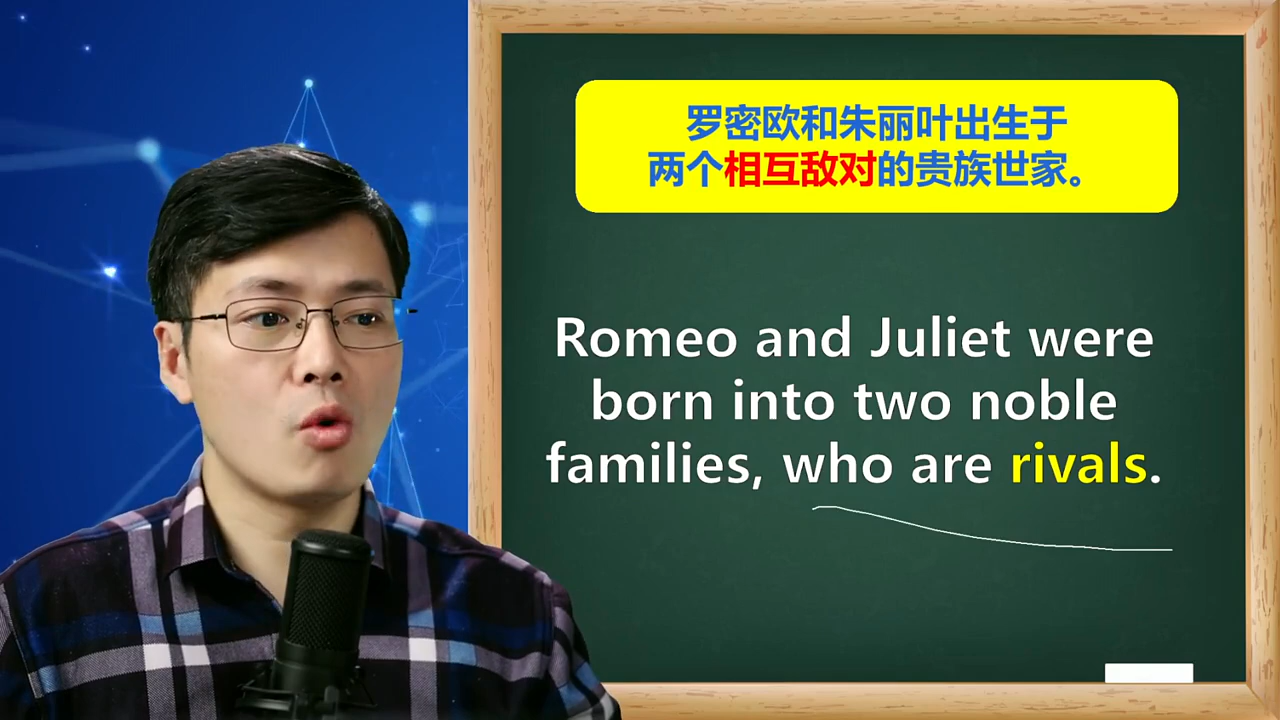 罗密欧和朱丽叶出生于
两个相互敌对的贵族世家。
Romeo and Juliet were
born into two noble
families, who are rivals.